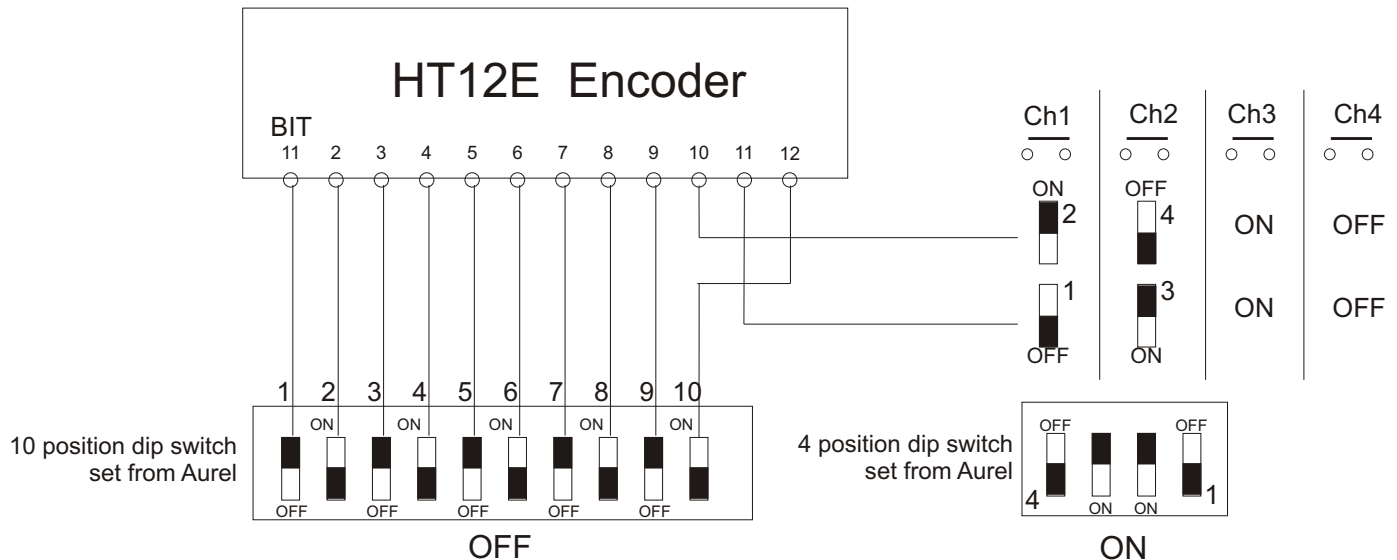 HT12E Encoder
BIT
11 2 3 4 5 6 7 8 9 10 11 12
Ch1 Ch2 Ch3 Ch4
ON OFF
2 4 ON OFF
1 3 ON OFF
OFF ON
1 2 3 4 5 6 7 8 9 10
ON ON ON ON
10 position dip switch
set from Aurel
OFF OFF OFF OFF OFF
OFF
4 position dip switch
set from Aurel
OFF OFF
4 1
ON ON
ON